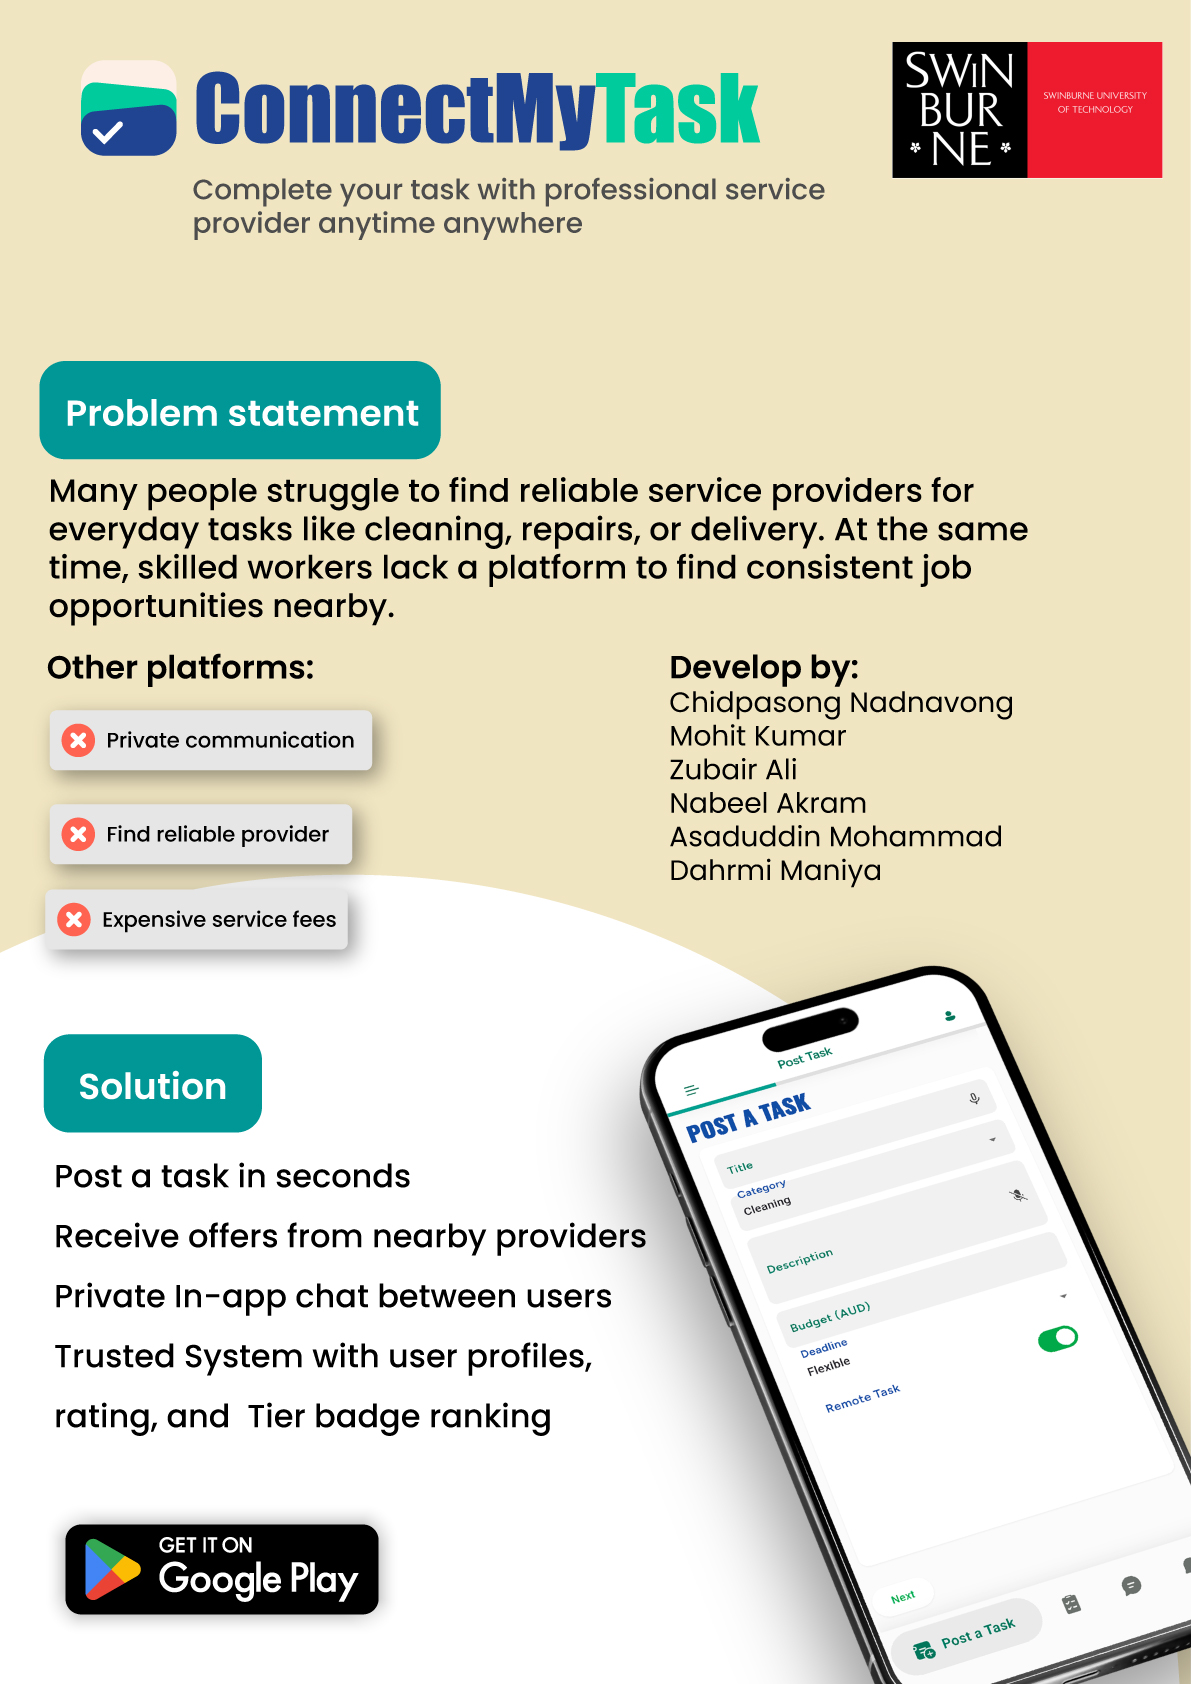 ConnectMyTask
Complete your task with professional service
provider anytime anywhere
SWiN
BUR
NE
SWINBURNE UNIVERSITY
OF TECHNOLOGY
Problem statement
Many people struggle to find reliable service providers for
everyday tasks like cleaning, repairs, or delivery. At the same
time, skilled workers lack a platform to find consistent job
opportunities nearby.
Other platforms:
Private communication
Find reliable provider
Expensive service fees
Develop by:
Chidpasong Nadnavong
Mohit Kumar
Zubair Ali
Nabeel Akram
Asaduddin Mohammad
Dahrmi Maniya
Solution
Post a task in seconds
Receive offers from nearby providers
Private In-app chat between users
Trusted System with user profiles,
rating, and Tier badge ranking
GET IT ON
Google Play
Post Task
POST A TASK
Title
Category
Cleaning
Description
Budget (AUD)
Deadline
Flexible
Remote Task
Next
Post a Task